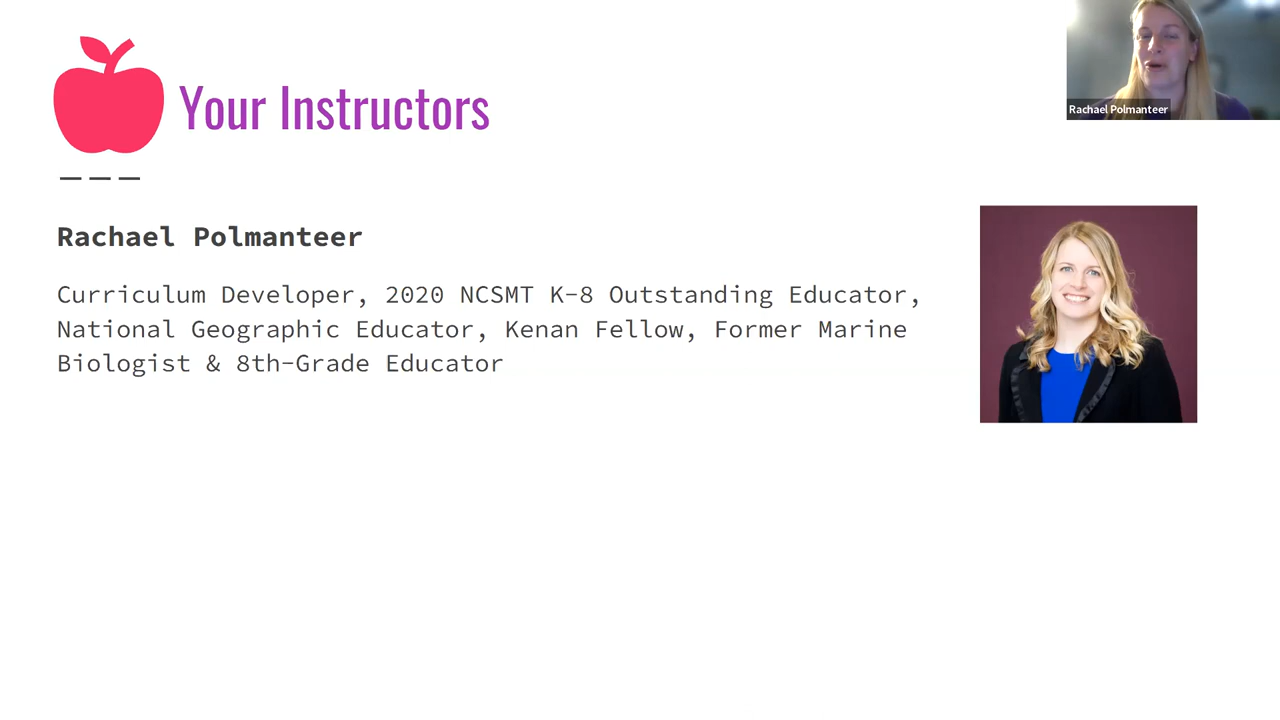 Your Instructors
Rachael Polmanteer
Rachael Polmanteer
Curriculum Developer, 2020 NCSMT K-8 Outstanding Educator,
National Geographic Educator, Kenan Fellow, Former Marine
Biologist & 8th-Grade Educator